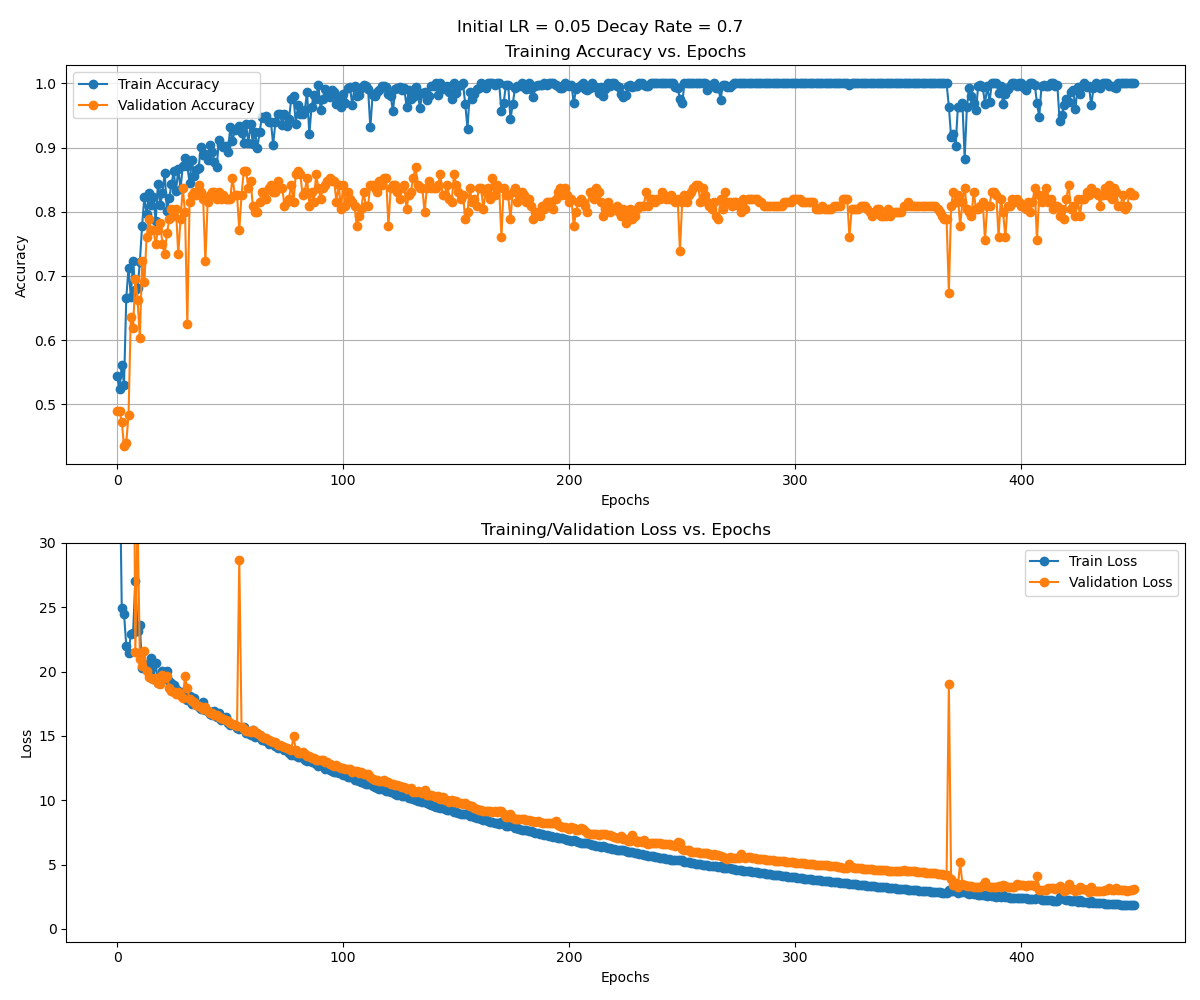 Initial LR = 0.05 Decay Rate = 0.7
Training Accuracy vs. Epochs
1.0
0.9
0.8
0.7
0.6
0.5
Accuracy
Train Accuracy
Validation Accuracy
0 100 200 300 400
Epochs
Training/Validation Loss vs. Epochs
30
25
20
15
10
5
0
Loss
Train Loss
Validation Loss
0 100 200 300 400
Epochs